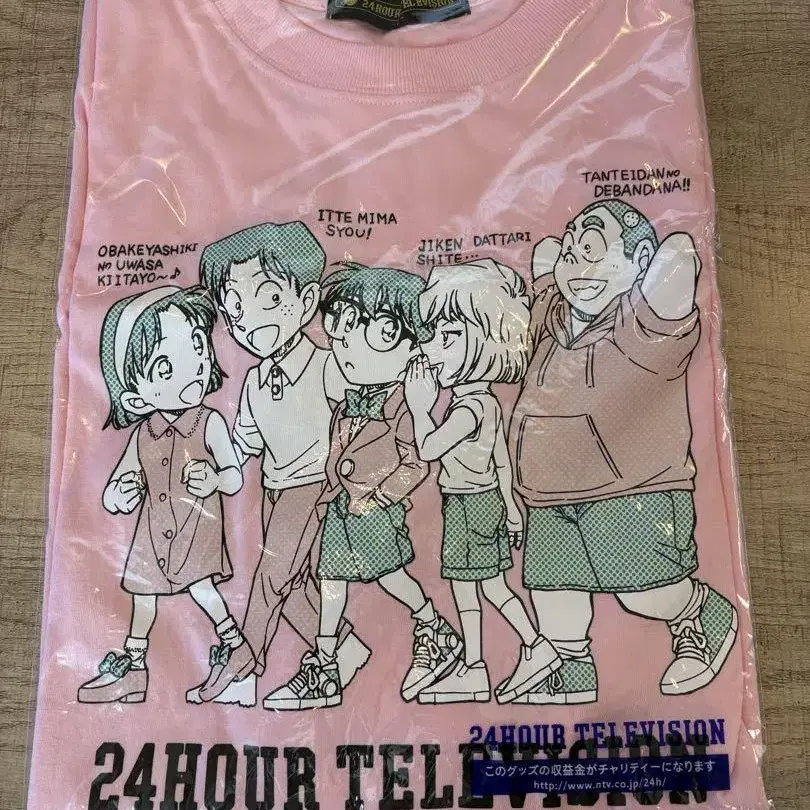 24HOUR TELEVISION
TANTEIDAN NO
DEBANDANA!!
ITTE MIMA
SYOU!
JIKEN DATTARI
SHITE...
OBAKEYASHIKI
NO UWASA
KIITAYO~♪
24HOUR TELEVISION
24HOUR TELEVISION
このグッズの収益金がチャリティーになります
http://www.ntv.co.jp/24h/